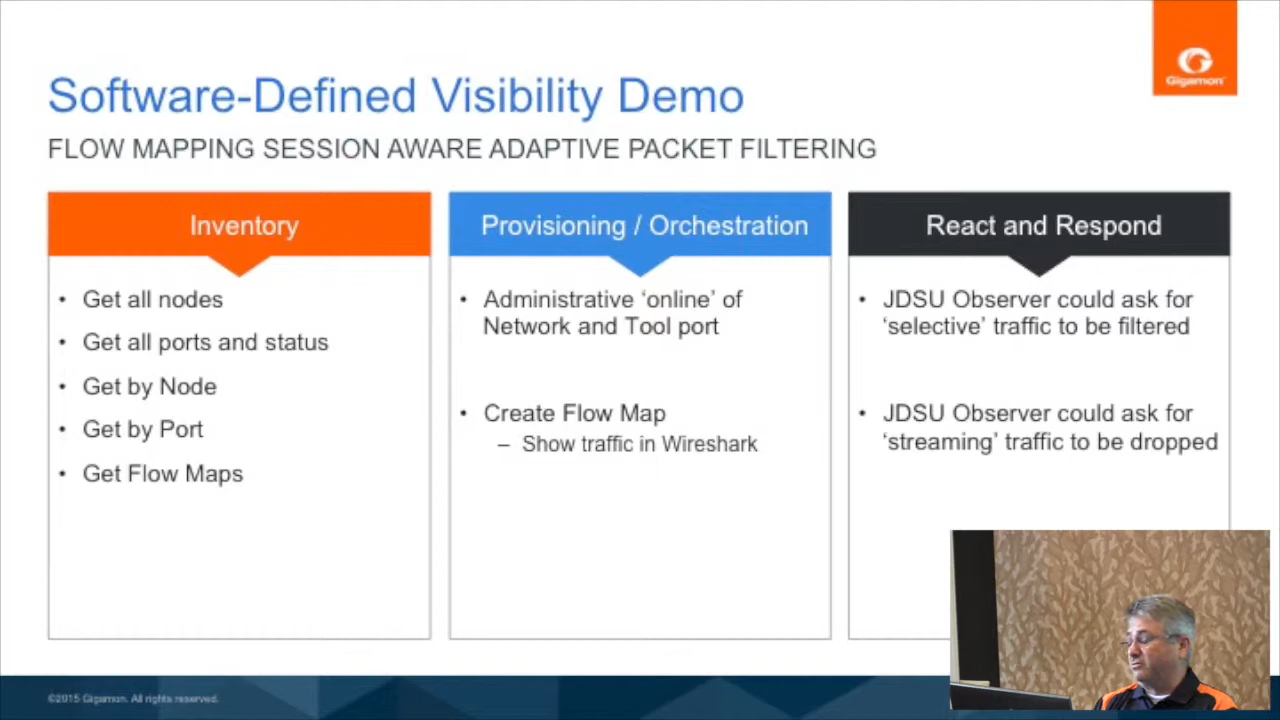 Gigamon
Software-Defined Visibility Demo
FLOW MAPPING SESSION AWARE ADAPTIVE PACKET FILTERING
Inventory
• Get all nodes
• Get all ports and status
• Get by Node
• Get by Port
• Get Flow Maps
Provisioning / Orchestration
• Administrative ‘online’ of
Network and Tool port
• Create Flow Map
– Show traffic in Wireshark
React and Respond
• JDSU Observer could ask for
‘selective’ traffic to be filtered
• JDSU Observer could ask for
‘streaming’ traffic to be dropped
©2015 Gigamon. All rights reserved.